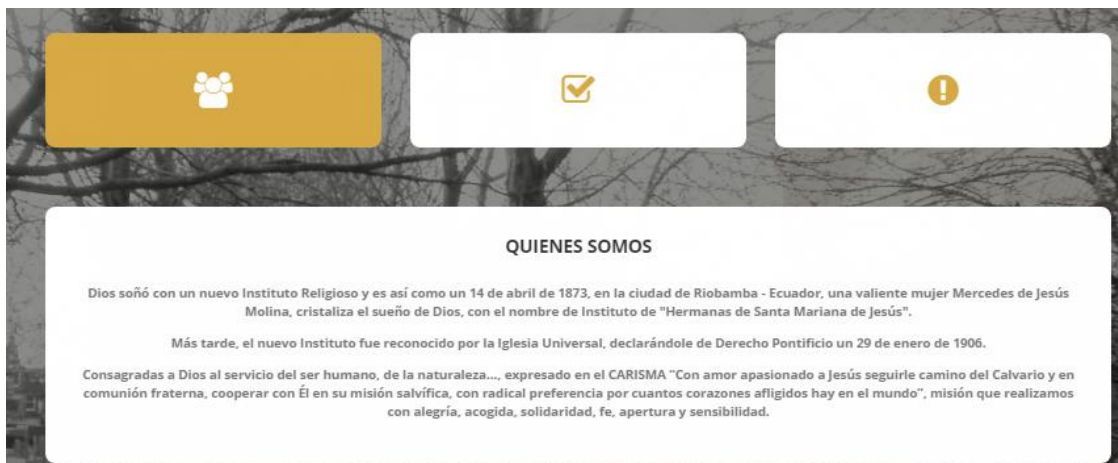 QUIENES SOMOS
Dios soñó con un nuevo Instituto Religioso y es así como un 14 de abril de 1873, en la ciudad de Riobamba - Ecuador, una valiente mujer Mercedes de Jesús
Molina, cristaliza el sueño de Dios, con el nombre de Instituto de "Hermanas de Santa Mariana de Jesús".
Más tarde, el nuevo Instituto fue reconocido por la Iglesia Universal, declarándole de Derecho Pontificio un 29 de enero de 1906.
Consagradas a Dios al servicio del ser humano, de la naturaleza..., expresado en el CARISMA "Con amor apasionado a Jesús seguirle camino del Calvario y en
comunión fraterna, cooperar con Él en su misión salvífica, con radical preferencia por cuantos corazones afligidos hay en el mundo", misión que realizamos
con alegría, acogida, solidaridad, fe, apertura y sensibilidad.